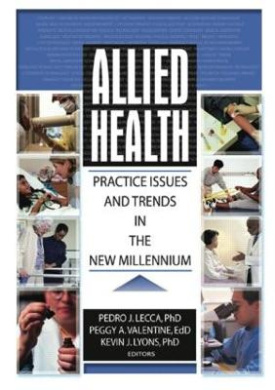 ALLIED
HEALTH
PRACTICE ISSUES
AND TRENDS
IN
THE
NEW MILLENNIUM
PEDRO J. LECCA, PhD
PEGGY A. VALENTINE, EdD
KEVIN J. LYONS, PhD
EDITORS